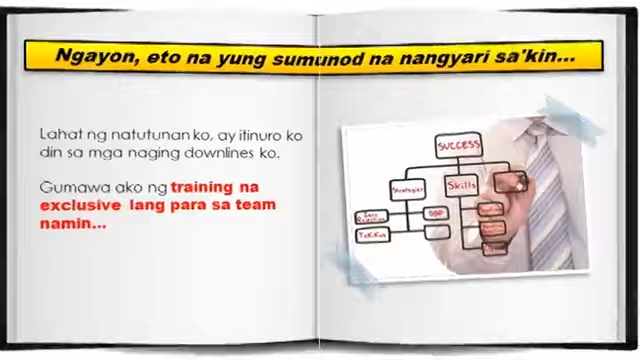 Ngayon, eto na yung sumunod na nangyari sa'kin...
Lahat ng natutunan ko, ay itinuro ko
din sa mga naging downlines ko.
Gumawa ako ng training na
exclusive lang para sa team
namin...
SUCCESS
Strategies
Skills